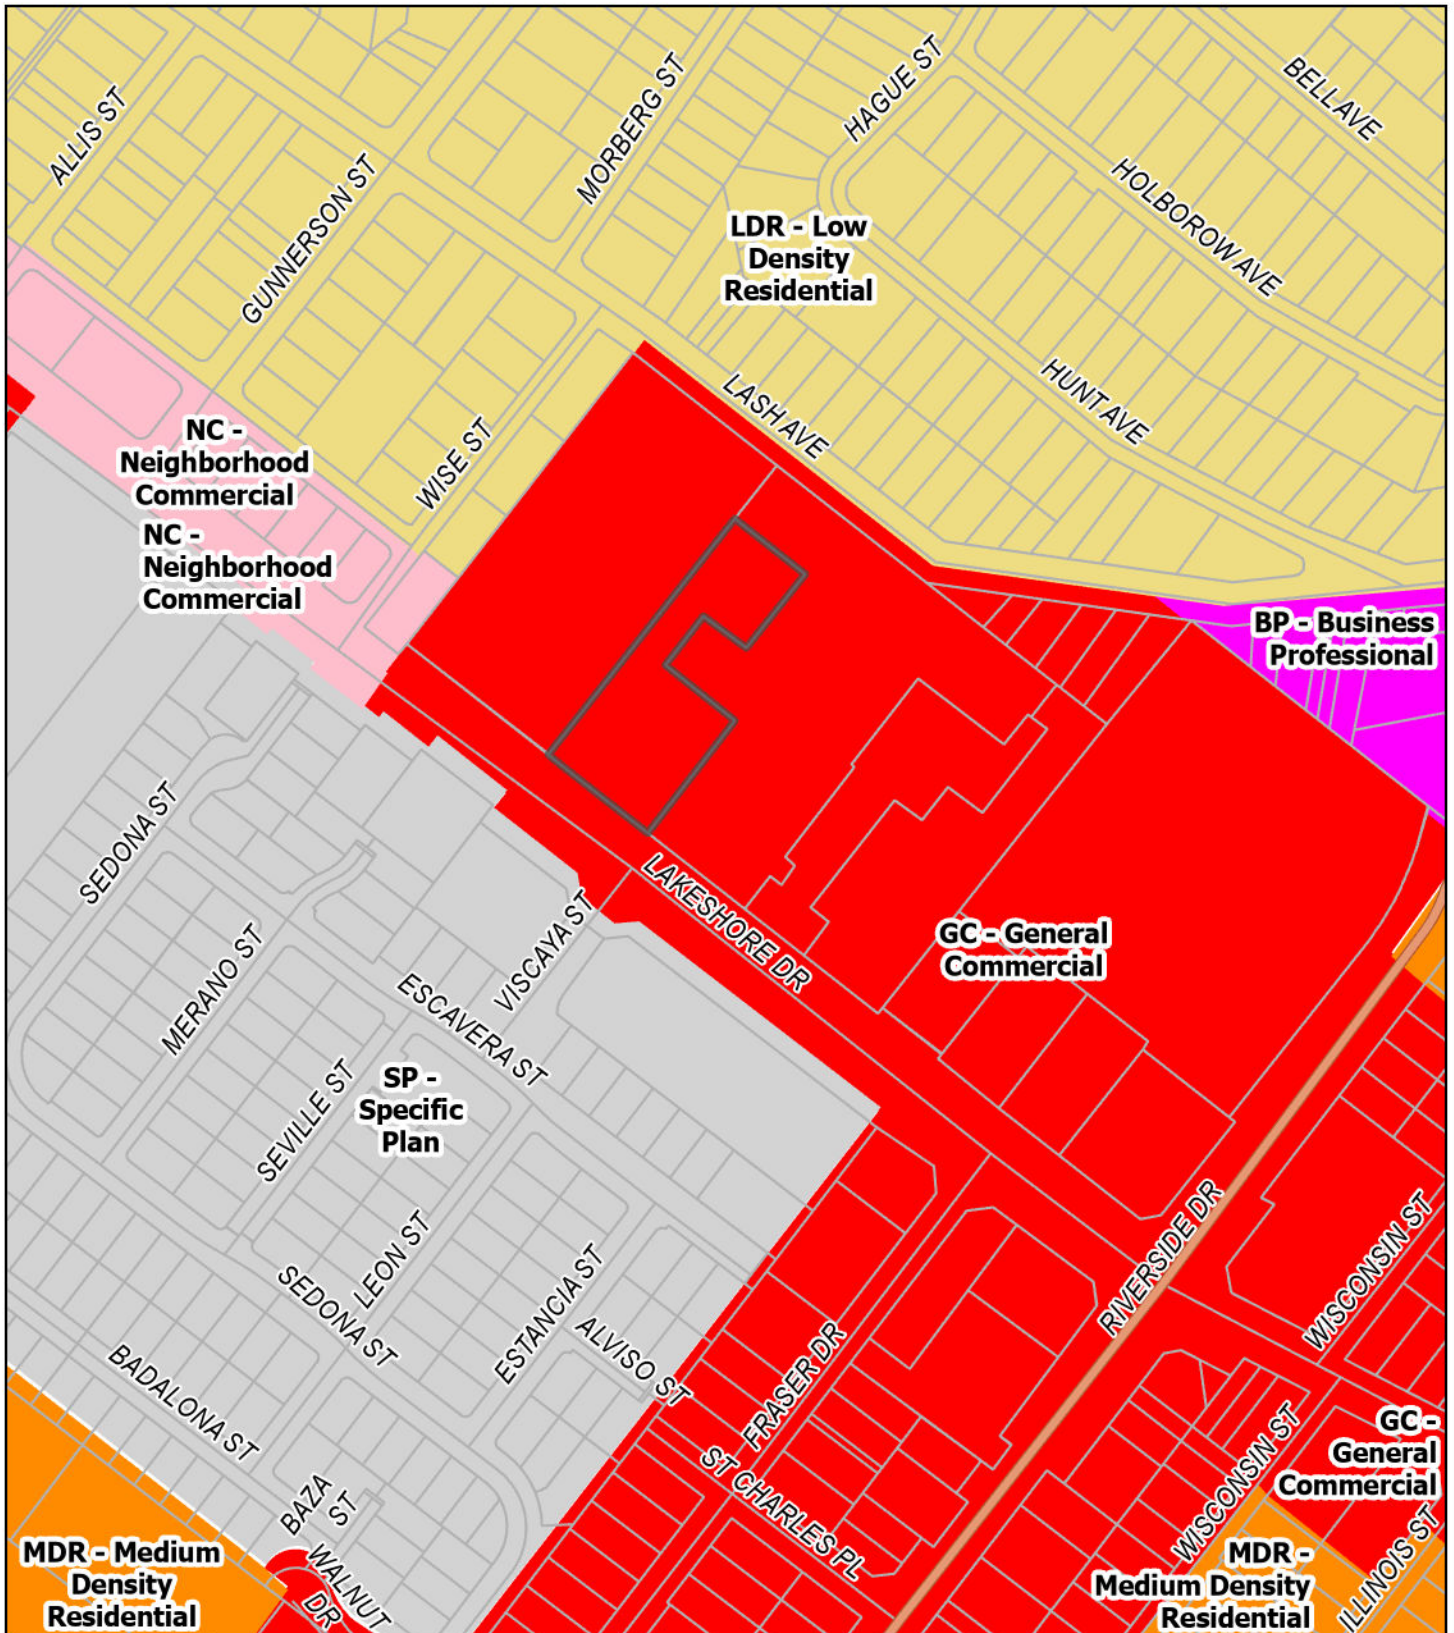 BELL AVE
HAGUE ST
MORBERG ST
ALLIS ST
HOLBOROW AVE
GUNNERSON ST
LDR - Low
Density
Residential
HUNT AVE
LASH AVE
WISE ST
NC -
Neighborhood
Commercial
NC -
Neighborhood
Commercial
BP - Business
Professional
SEDONA ST
LAKESHORE DR
VISCAYA ST
GC - General
Commercial
MERANO ST
ESCAVERA ST
SEVILLE ST
SP -
Specific
Plan
RIVERSIDE DR
WISCONSIN ST
LEON ST
SEDONA ST
ESTANCIA ST
ALVISO ST
FRASER DR
BADALONA ST
GC -
General
Commercial
WISCONSIN ST
ST CHARLES PL
BAZA
ST
MDR - Medium
Density
Residential
WALNUT
DR
MDR -
Medium Density
Residential
ILLINOIS ST